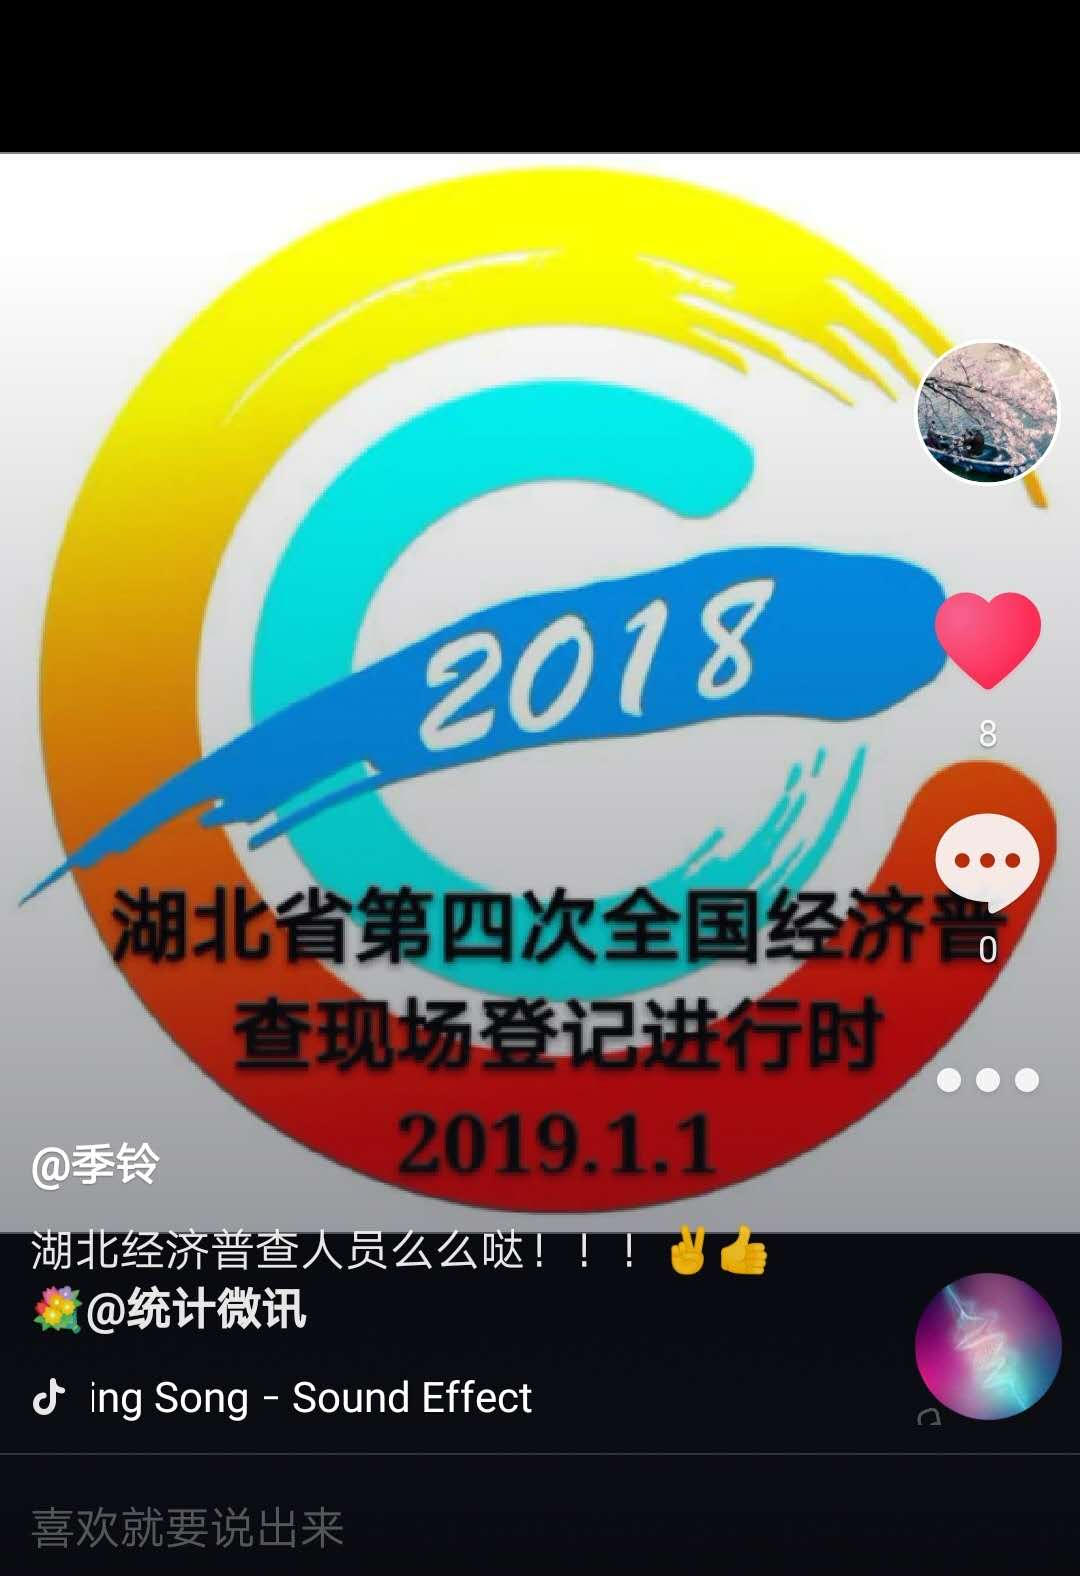 2018
湖北省第四次全国经济普
查现场登记进行时
2019.1.1
8
0
@季铃
湖北经济普查人员么么哒！！！✌👍
💐@统计微讯
ing Song - Sound Effect
喜欢就要说出来